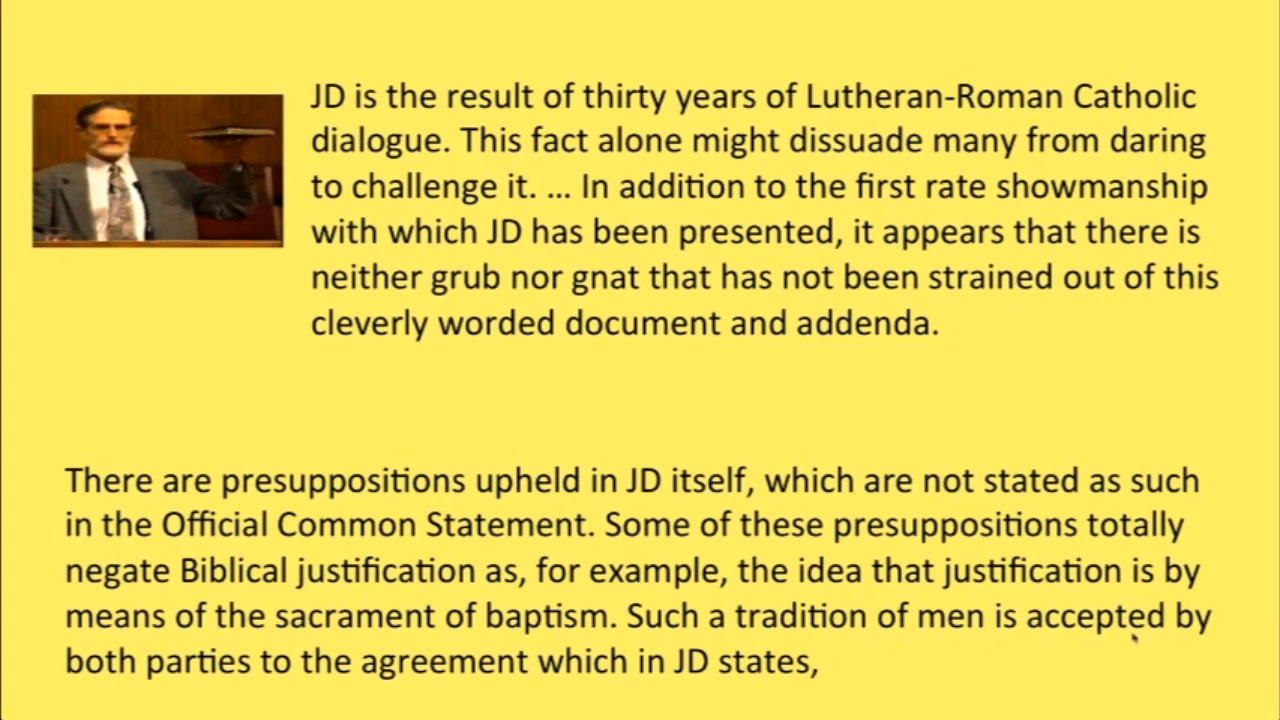 JD is the result of thirty years of Lutheran-Roman Catholic
dialogue. This fact alone might dissuade many from daring
to challenge it. ... In addition to the first rate showmanship
with which JD has been presented, it appears that there is
neither grub nor gnat that has not been strained out of this
cleverly worded document and addenda.
There are presuppositions upheld in JD itself, which are not stated as such
in the Official Common Statement. Some of these presuppositions totally
negate Biblical justification as, for example, the idea that justification is by
means of the sacrament of baptism. Such a tradition of men is accepted by
both parties to the agreement which in JD states,